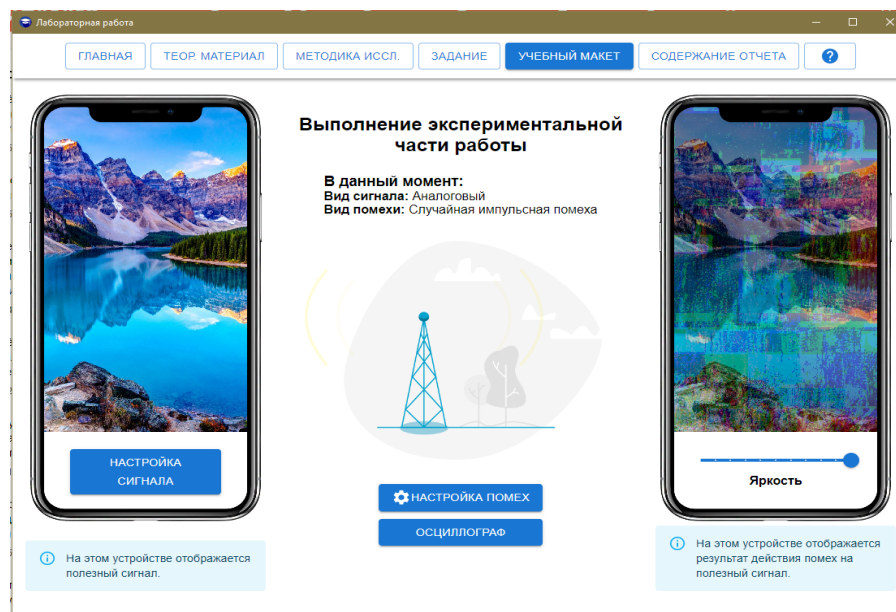 Лабораторная работа
ГЛАВНАЯ
ТЕОР. МАТЕРИАЛ
МЕТОДИКА ИССЛ.
ЗАДАНИЕ
УЧЕБНЫЙ МАКЕТ
СОДЕРЖАНИЕ ОТЧЕТА
?
Выполнение экспериментальной
части работы
В данный момент:
Вид сигнала: Аналоговый
Вид помехи: Случайная импульсная помеха
НАСТРОЙКА
СИГНАЛА
На этом устройстве отображается
полезный сигнал.
НАСТРОЙКА ПОМЕХ
ОСЦИЛЛОГРАФ
Яркость
На этом устройстве отображается
результат действия помех на
полезный сигнал.